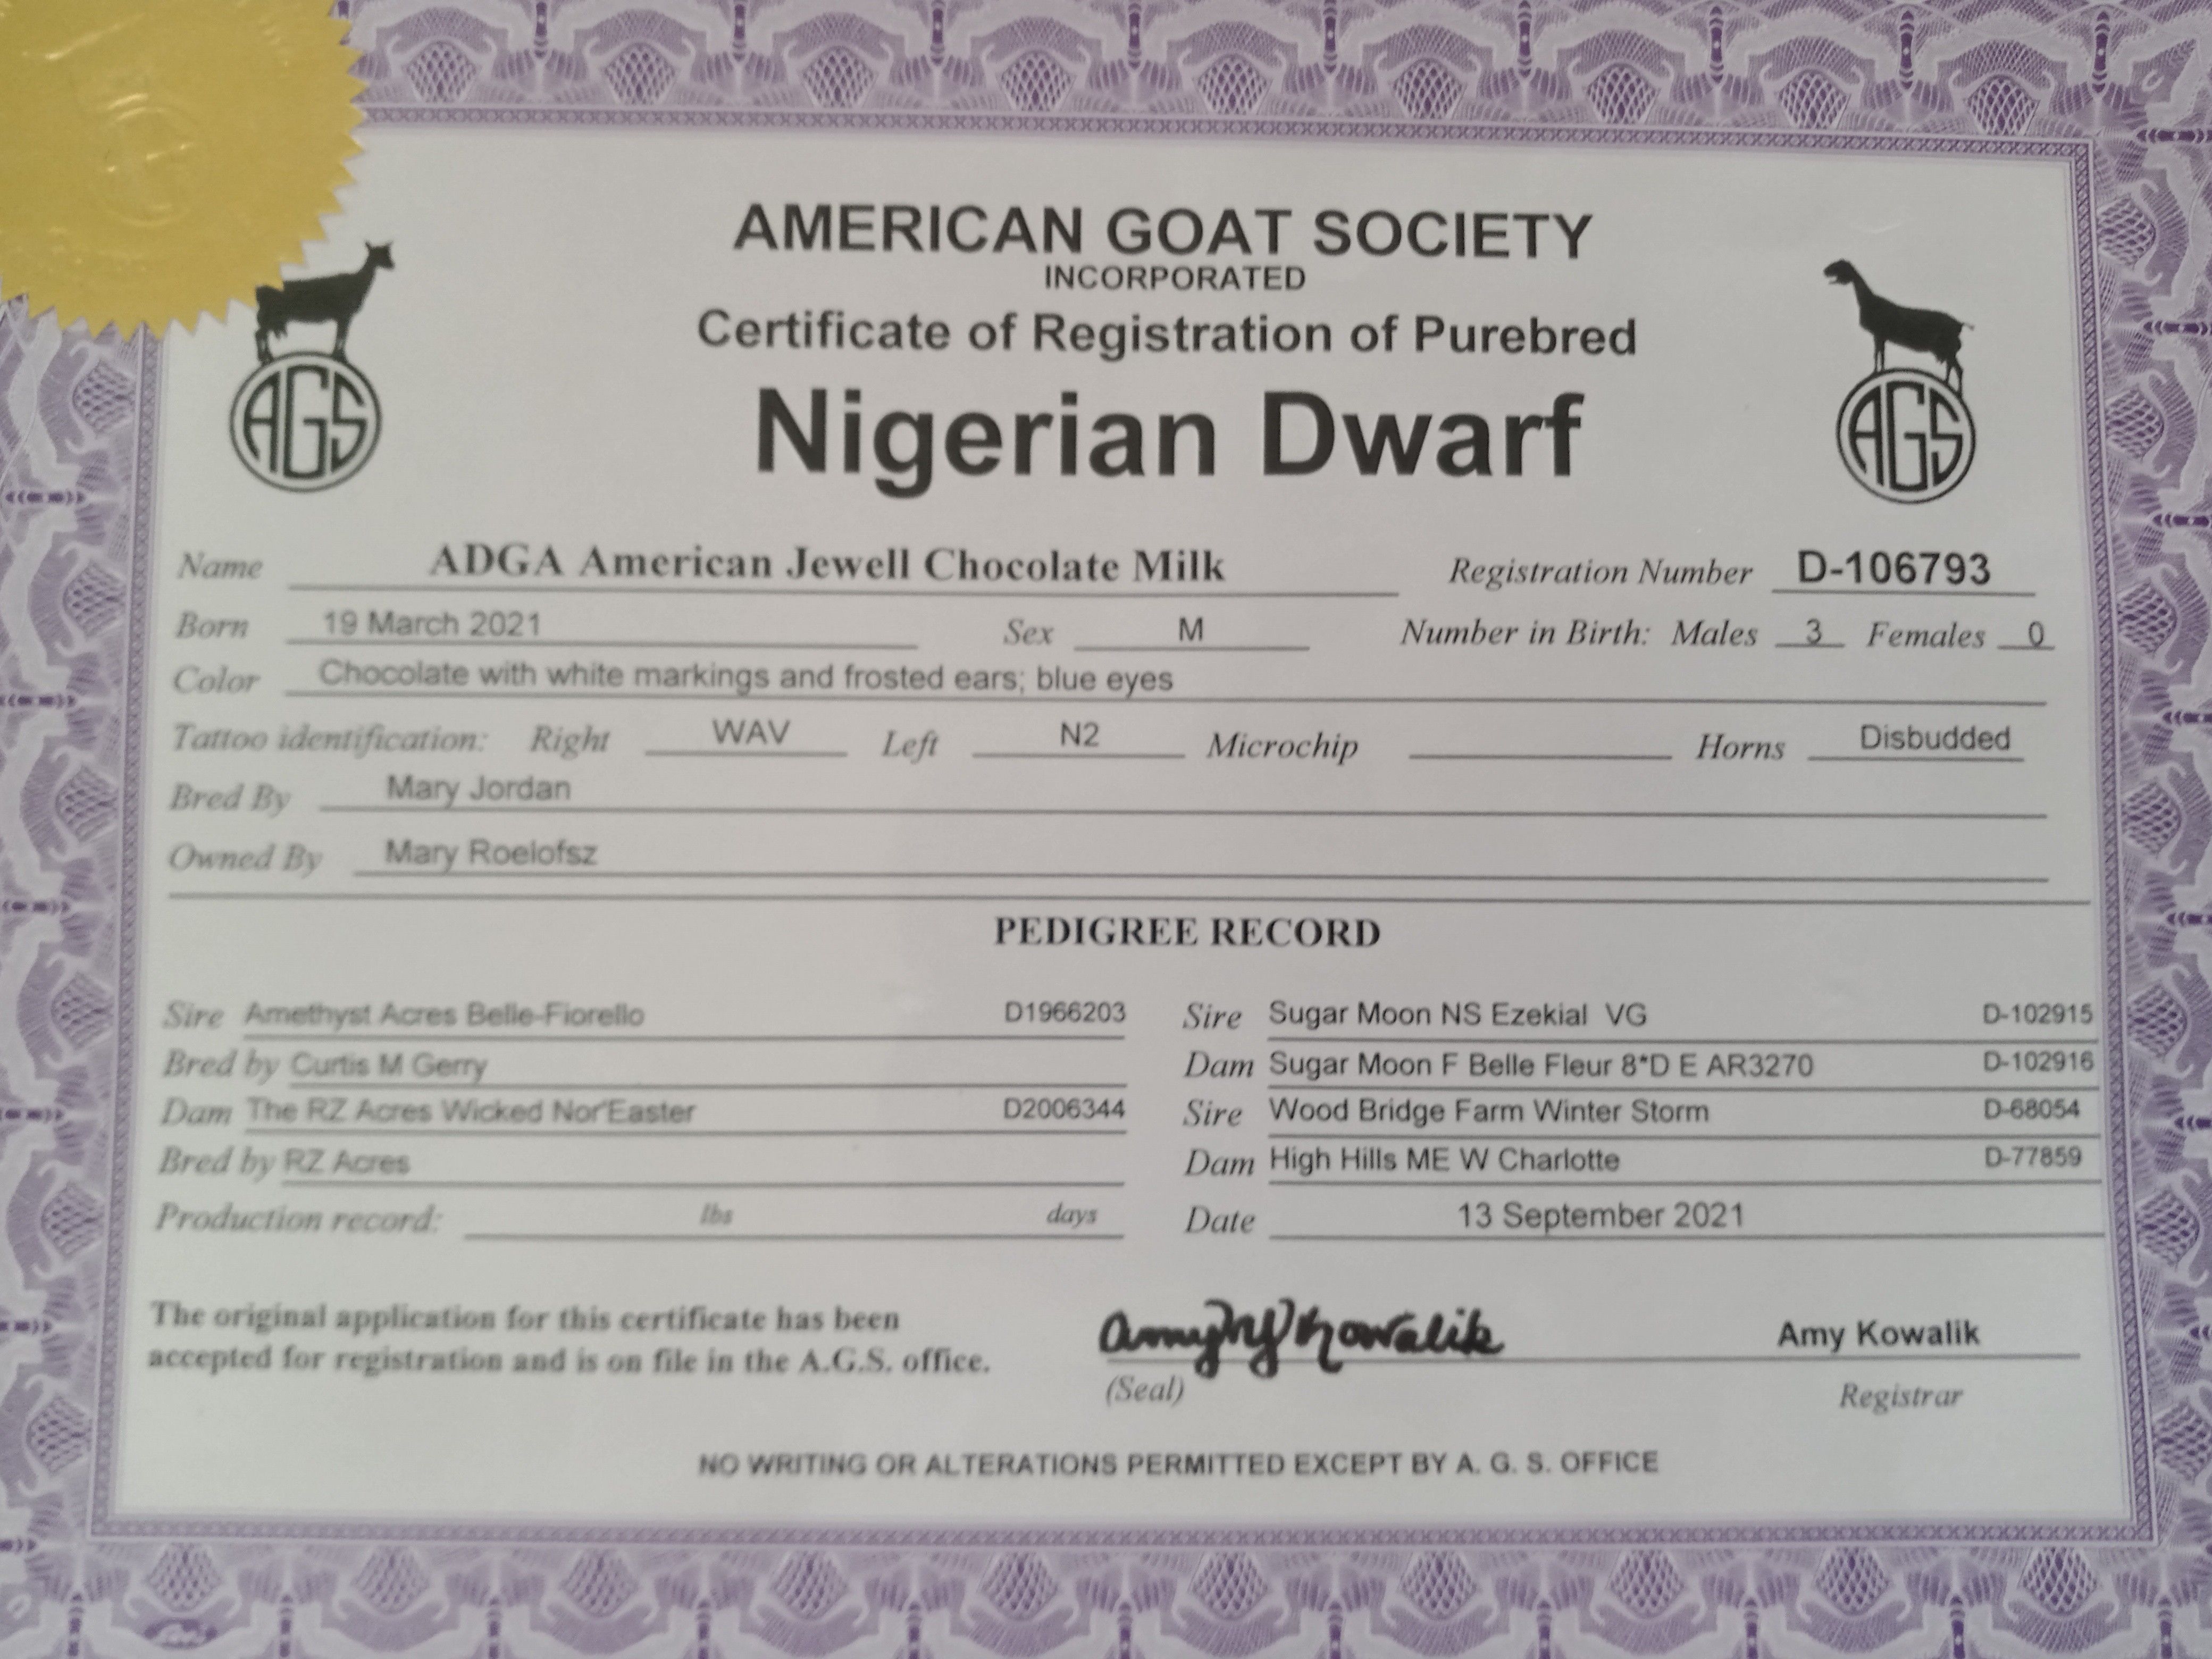 AMERICAN GOAT SOCIETY
INCORPORATED
Certificate of Registration of Purebred
Nigerian Dwarf
AGS
AGS
Name ADGA American Jewell Chocolate Milk Registration Number D-106793
Born 19 March 2021 Sex M Number in Birth: Males 3 Females 0
Color Chocolate with white markings and frosted ears; blue eyes
Tattoo identification: Right WAV Left N2 Microchip Horns Disbudded
Bred By Mary Jordan
Owned By Mary Roelofsz
PEDIGREE RECORD
Sire Amethyst Acres Belle-Fiorello D1966203 Sire Sugar Moon NS Ezekial VG D-102915
Bred by Curtis M Gerry Dam Sugar Moon F Belle Fleur 8*D E AR3270 D-102916
Dam The RZ Acres Wicked Nor'Easter D2006344 Sire Wood Bridge Farm Winter Storm D-68054
Bred by RZ Acres Dam High Hills ME W Charlotte D-77859
Production record: lbs days Date 13 September 2021
The original application for this certificate has been
accepted for registration and is on file in the A.G.S. office.
Amy Kowalik Amy Kowalik
(Seal) Registrar
NO WRITING OR ALTERATIONS PERMITTED EXCEPT BY A. G. S. OFFICE